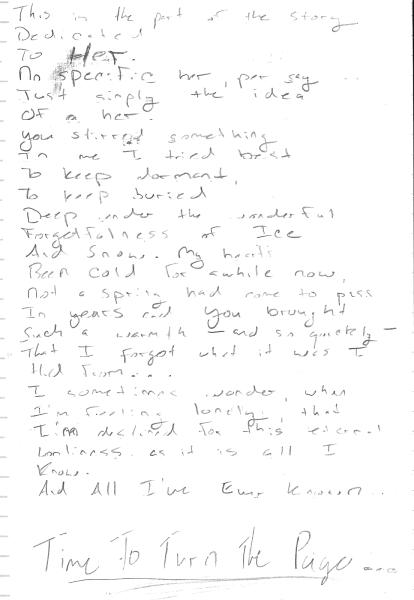 This is the part of the story
Dedicated
To Her.
No specific her, per say ...
Just simply the idea
Of a her.
You stirred something
In me I tried best
To keep dormant,
To keep buried
Deep under the wonderful
Forgetfulness of Ice
And Snow. My heart's
Been cold for awhile now,
Not a spring had come to pass
In years and you brought
Such a warmth - and so quietly -
That I forgot what it was I
Hid from...
I sometimes wonder, when
I'm feeling lonely, that
I'm destined for this eternal
Lonliness as it is all I
Know.
And All I've Ever Known...
Time To Turn The Page...